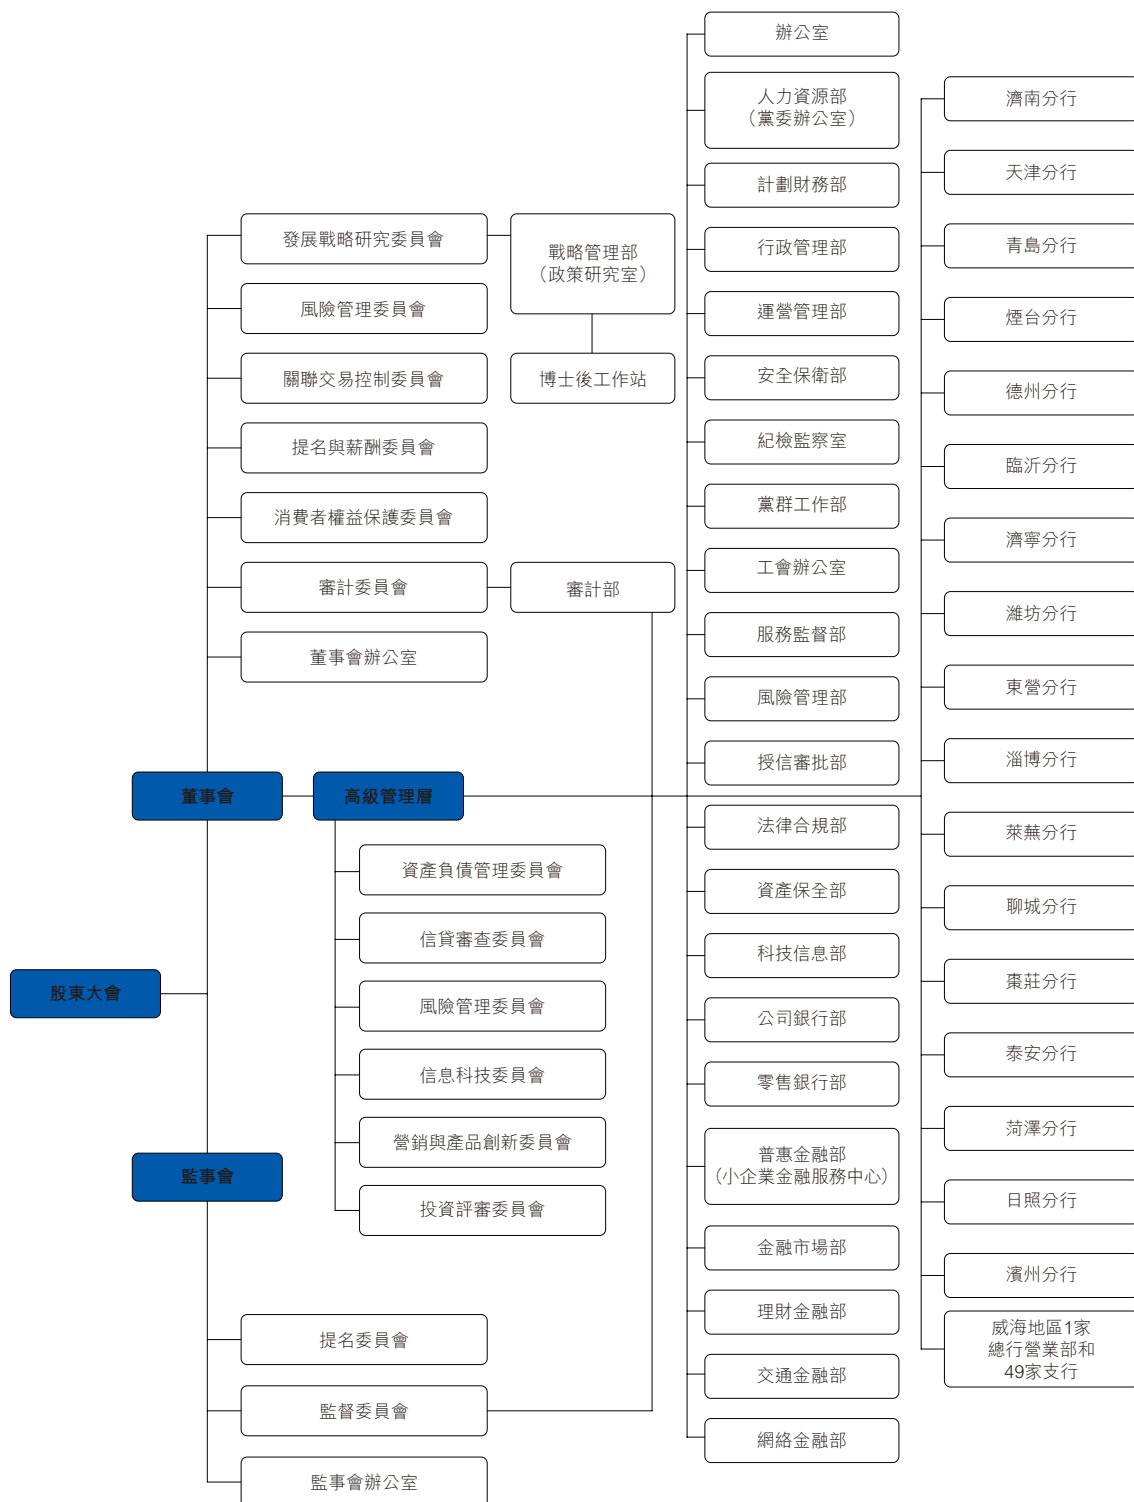 股東大會
董事會
監事會
發展戰略研究委員會
風險管理委員會
關聯交易控制委員會
提名與薪酬委員會
消費者權益保護委員會
審計委員會
董事會辦公室
戰略管理部
（政策研究室）
博士後工作站
審計部
高級管理層
資產負債管理委員會
信貸審查委員會
風險管理委員會
信息科技委員會
營銷與產品創新委員會
投資評審委員會
提名委員會
監督委員會
監事會辦公室
辦公室
人力資源部
（黨委辦公室）
計劃財務部
行政管理部
運營管理部
安全保衛部
紀檢監察室
黨群工作部
工會辦公室
服務監督部
風險管理部
授信審批部
法律合規部
資產保全部
科技信息部
公司銀行部
零售銀行部
普惠金融部
（小企業金融服務中心）
金融市場部
理財金融部
交通金融部
網絡金融部
濟南分行
天津分行
青島分行
煙台分行
德州分行
臨沂分行
濟寧分行
濰坊分行
東營分行
淄博分行
萊蕪分行
聊城分行
棗莊分行
泰安分行
菏澤分行
日照分行
濱州分行
威海地區1家
總行營業部和
49家支行